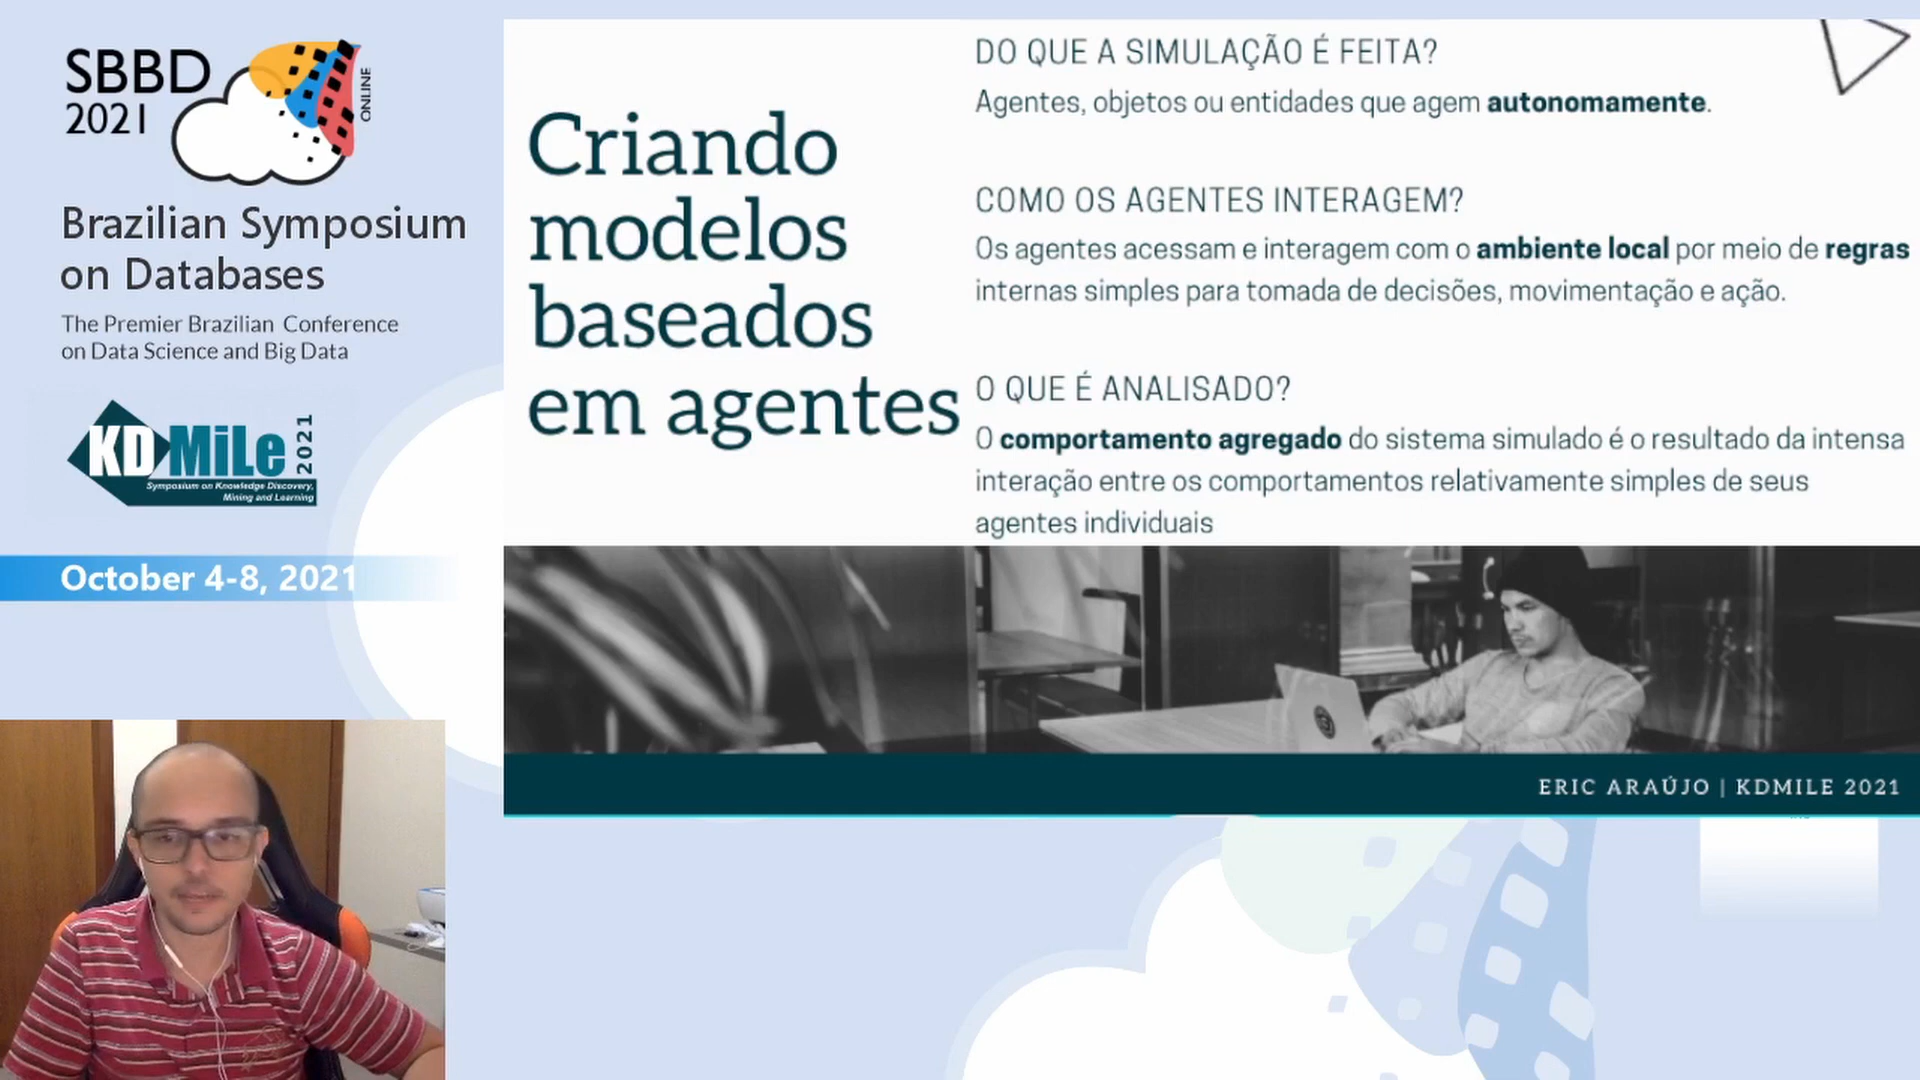 SBBD
2021
ONLINE
Brazilian Symposium
on Databases
The Premier Brazilian Conference
on Data Science and Big Data
KDMiLe
2021
Symposium on Knowledge Discovery,
Mining and Learning
October 4-8, 2021
Criando
modelos
baseados
em agentes
DO QUE A SIMULAÇÃO É FEITA?
Agentes, objetos ou entidades que agem autonomamente.
COMO OS AGENTES INTERAGEM?
Os agentes acessam e interagem com o ambiente local por meio de regras
internas simples para tomada de decisões, movimentação e ação.
O QUE É ANALISADO?
O comportamento agregado do sistema simulado é o resultado da intensa
interação entre os comportamentos relativamente simples de seus
agentes individuais
ERIC ARAÚJO | KDMILE 2021